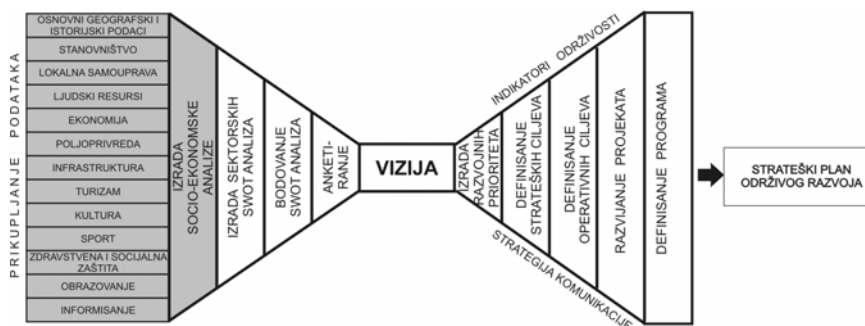 PRIKUPLJANJE PODATAKA
OSNOVNI GEOGRAFSKI I
ISTORIJSKI PODACI
STANOVNIŠTVO
LOKALNA SAMOUPRAVA
LJUDSKI RESURSI
EKONOMIJA
POLJOPRIVREDA
INFRASTRUKTURA
TURIZAM
KULTURA
SPORT
ZDRAVSTVENA I SOCIJALNA
ZAŠTITA
OBRAZOVANJE
INFORMISANJE
IZRADA
SOCIO-EKONOMSKE
ANALIZE
IZRADA SEKTORSKIH
SWOT ANALIZA
BODOVANJE
SWOT ANALIZA
ANKETI-
RANJE
VIZIJA
IZRADA
RAZVOJNIH
PRIORITETA
DEFINISANJE
STRATEŠKIH CILJEVA
DEFINISANJE
OPERATIVNIH CILJEVA
RAZVIJANJE PROJEKATA
DEFINISANJE PROGRAMA
INDIKATORI ODRŽIVOSTI
STRATEGIJA KOMUNIKACIJE
STRATEŠKI PLAN
ODRŽIVOG RAZVOJA